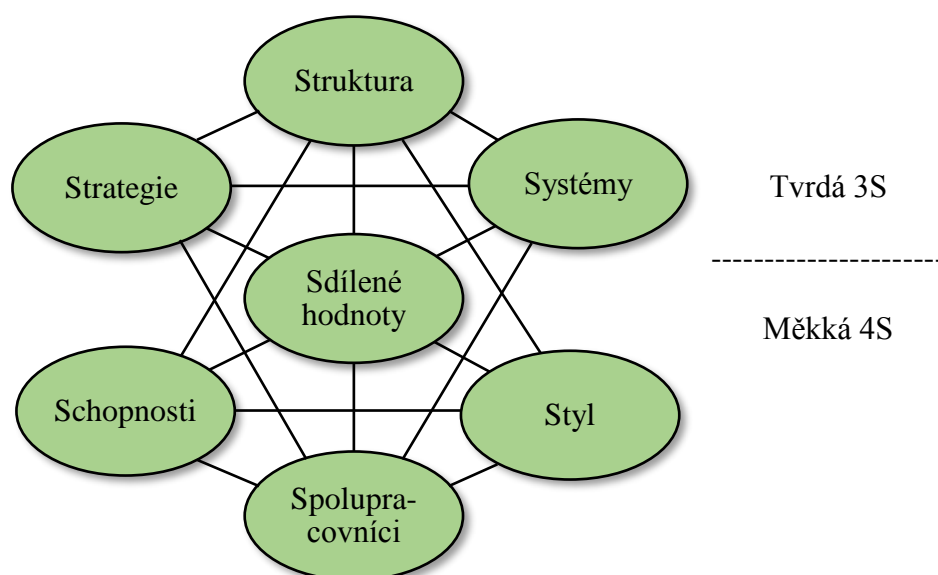 Struktura
Strategie
Systémy
Tvrdá 3S
Sdílené
hodnoty
Měkká 4S
Schopnosti
Styl
Spolupra-
covníci